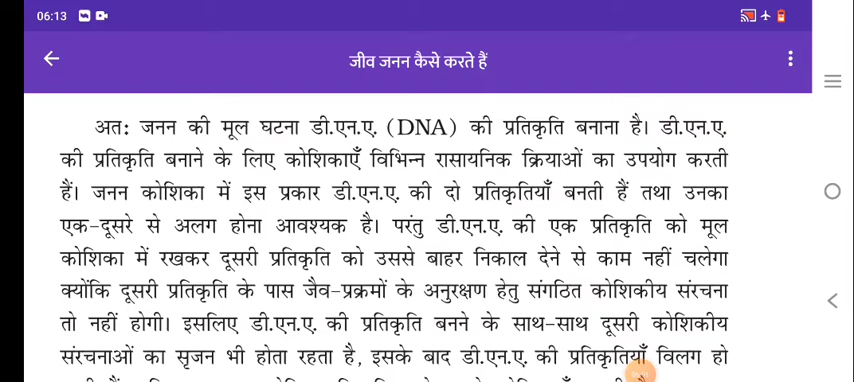 06:13
जीव जनन कैसे करते हैं
अतः जनन की मूल घटना डी.एन.ए. (DNA) की प्रतिकृति बनाना है। डी.एन.ए.
की प्रतिकृति बनाने के लिए कोशिकाएँ विभिन्न रासायनिक क्रियाओं का उपयोग करती
हैं। जनन कोशिका में इस प्रकार डी.एन.ए. की दो प्रतिकृतियाँ बनती हैं तथा उनका
एक-दूसरे से अलग होना आवश्यक है। परंतु डी.एन.ए. की एक प्रतिकृति को मूल
कोशिका में रखकर दूसरी प्रतिकृति को उससे बाहर निकाल देने से काम नहीं चलेगा
क्योंकि दूसरी प्रतिकृति के पास जैव-प्रक्रमों के अनुरक्षण हेतु संगठित कोशिकीय संरचना
तो नहीं होगी। इसलिए डी.एन.ए. की प्रतिकृति बनने के साथ-साथ दूसरी कोशिकीय
संरचनाओं का सृजन भी होता रहता है, इसके बाद डी.एन.ए. की प्रतिकृतियाँ विलग हो